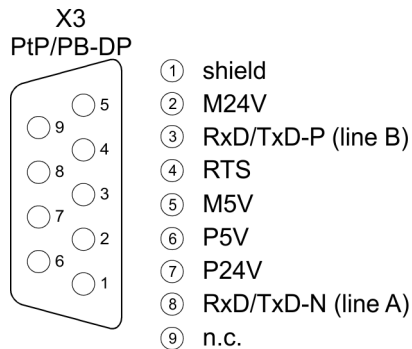 X3
PtP/PB-DP
5
9
4
8
3
7
2
6
1
1 shield
2 M24V
3 RxD/TxD-P (line B)
4 RTS
5 M5V
6 P5V
7 P24V
8 RxD/TxD-N (line A)
9 n.c.